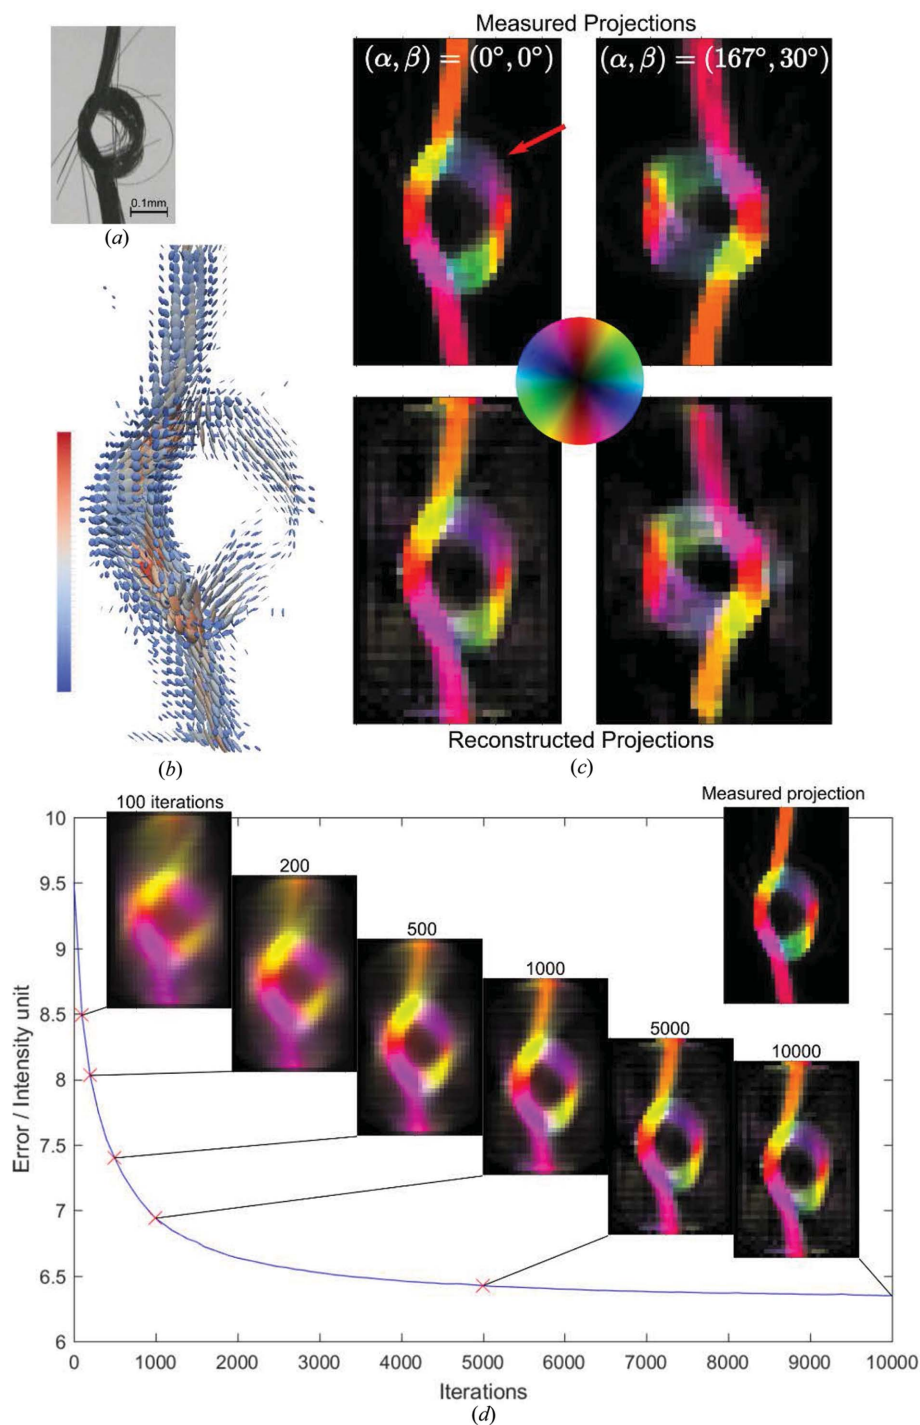 Measured Projections
(α, β) = (0°, 0°)
(α, β) = (167°, 30°)
0.1mm
(a)
(b)
Reconstructed Projections
(c)
Measured projection
100 iterations
200
500
1000
5000
10000
10
9.5
9
8.5
8
7.5
7
6.5
6
Error / Intensity unit
0
1000
2000
3000
4000
5000
6000
7000
8000
9000
10000
Iterations
(d)